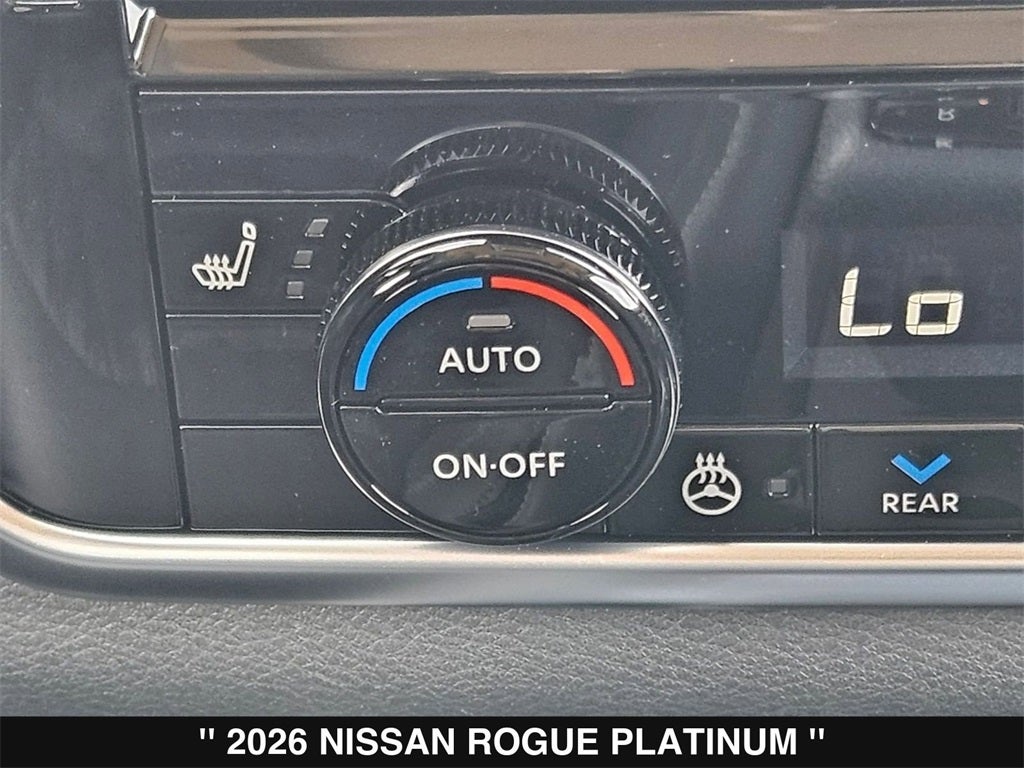 Lo
AUTO
ON·OFF
REAR
" 2026 NISSAN ROGUE PLATINUM "